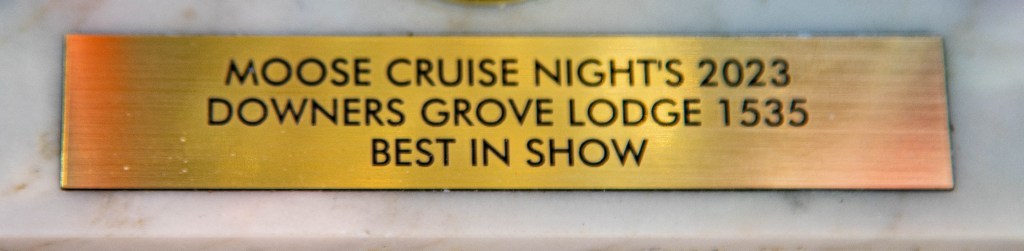 MOOSE CRUISE NIGHT'S 2023
DOWNERS GROVE LODGE 1535
BEST IN SHOW